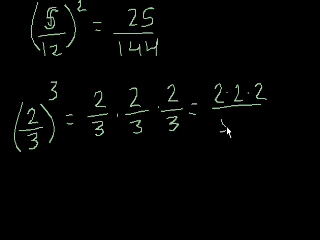 (5/12)² = 25/144
(2/3)³ = 2/3 · 2/3 · 2/3 = 2·2·2/